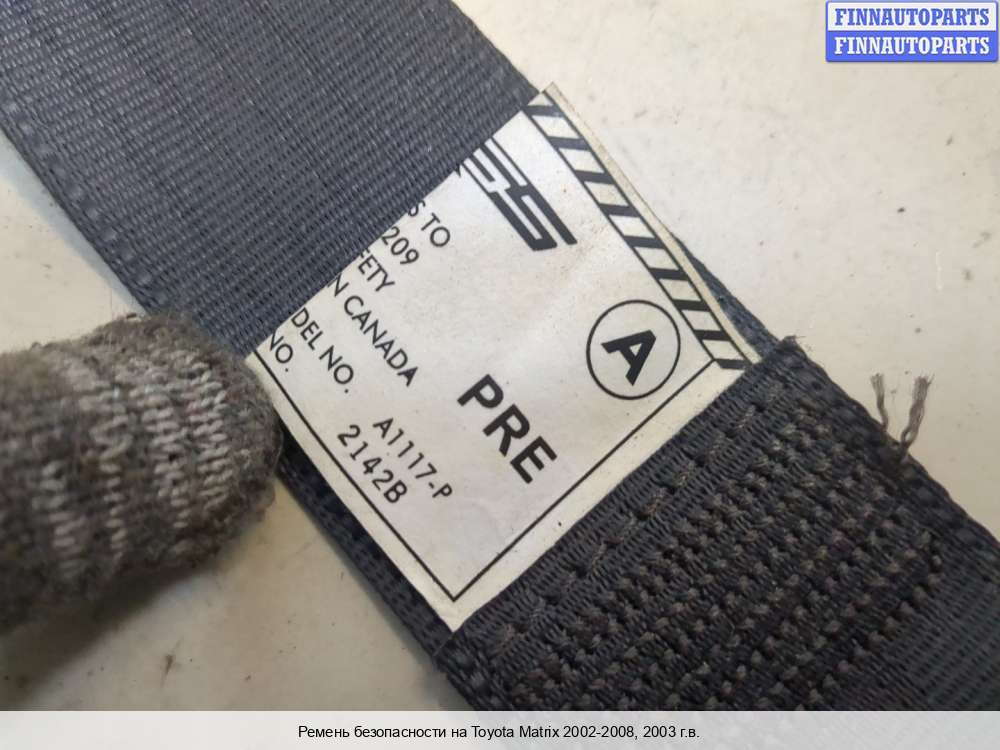 FINNAUTOPARTS
FINNAUTOPARTS
S TO
209
FETY
N CANADA
DEL NO. A1117-P
NO. 2142B
PRE
A
Ремень безопасности на Toyota Matrix 2002-2008, 2003 г.в.